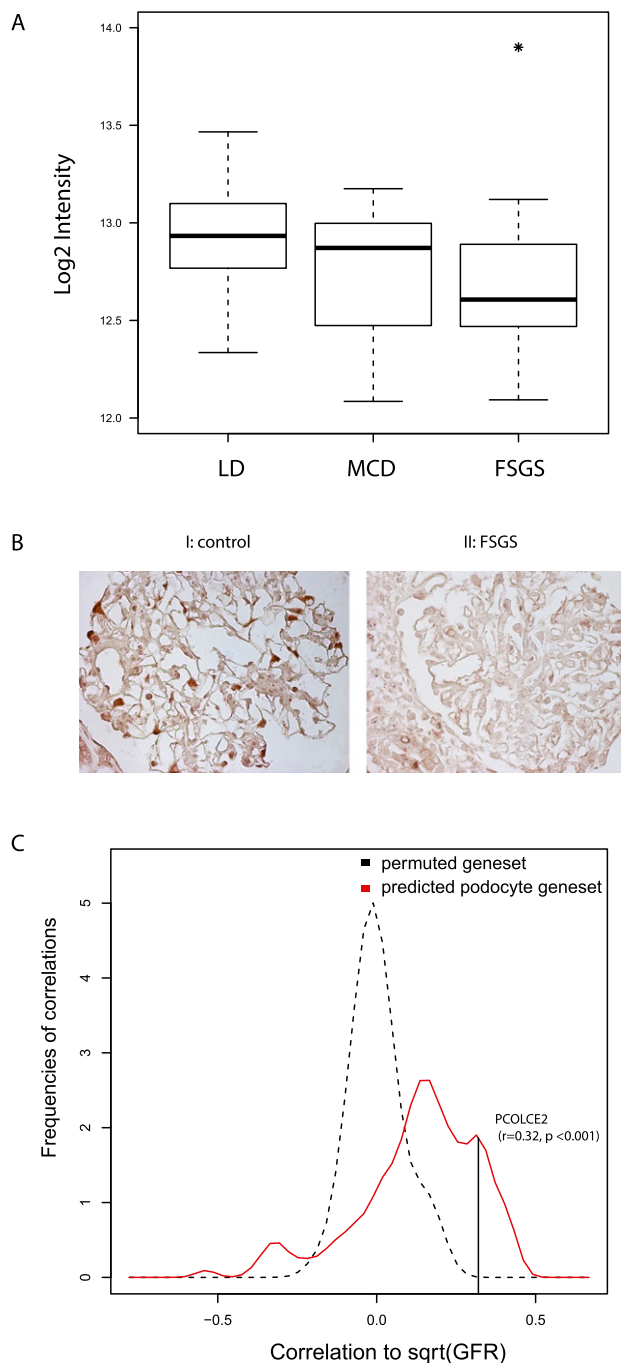 A
14.0
13.5
13.0
12.5
12.0
Log2 Intensity
LD MCD FSGS
B
I: control II: FSGS
C
permuted geneset
predicted podocyte geneset
5
4
3
2
1
0
Frequencies of correlations
PCOLCE2
(r=0.32, p <0.001)
−0.5 0.0 0.5
Correlation to sqrt(GFR)